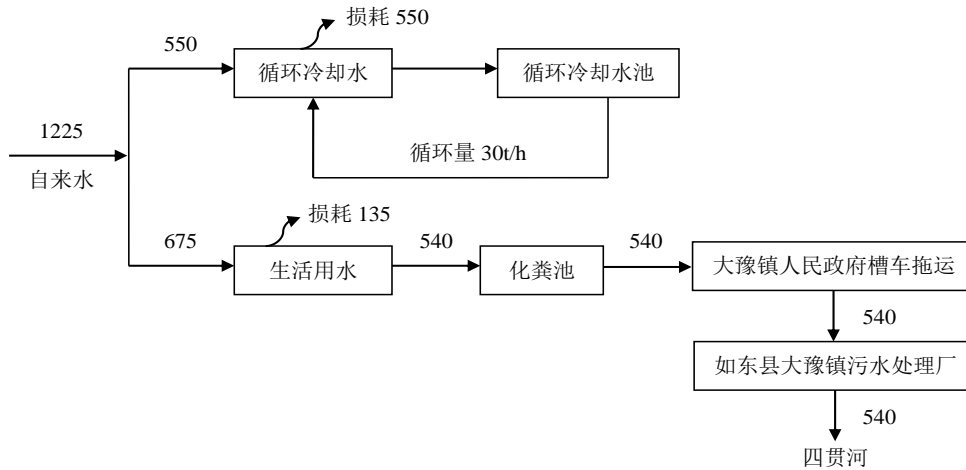 损耗 550
550
循环冷却水
循环冷却水池
1225
循环量 30t/h
自来水
损耗 135
675
540
540
生活用水
化粪池
大豫镇人民政府槽车拖运
540
如东县大豫镇污水处理厂
540
四贯河